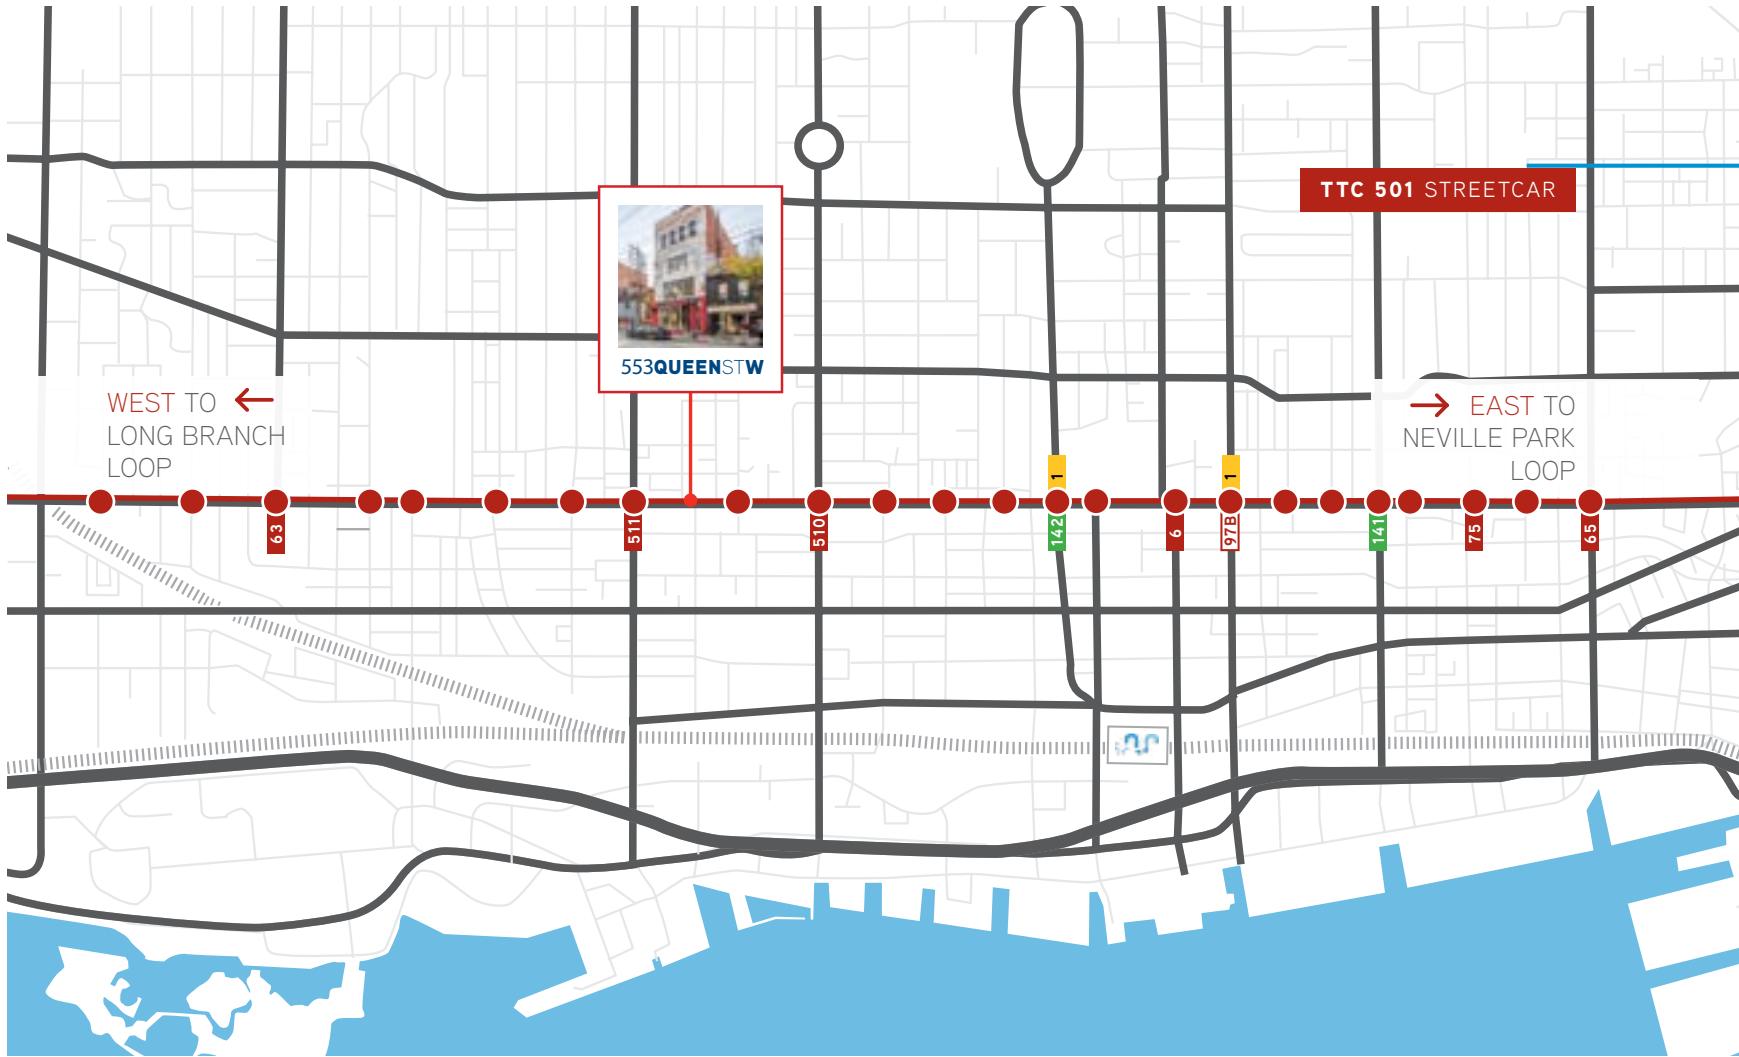 TTC 501 STREETCAR
553QUEENSTW
WEST TO ←
LONG BRANCH
LOOP
→ EAST TO
NEVILLE PARK
LOOP
1
1
63
511
510
142
6
97B
141
75
65